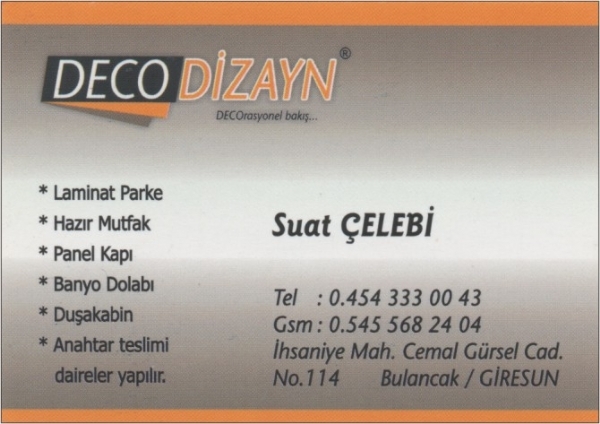 DECO DİZAYN®
DECOrasyonel bakış...
* Laminat Parke
* Hazır Mutfak
* Panel Kapı
* Banyo Dolabı
* Duşakabin
* Anahtar teslimi
daireler yapılır.
Suat ÇELEBİ
Tel : 0.454 333 00 43
Gsm : 0.545 568 24 04
İhsaniye Mah. Cemal Gürsel Cad.
No.114 Bulancak / GİRESUN